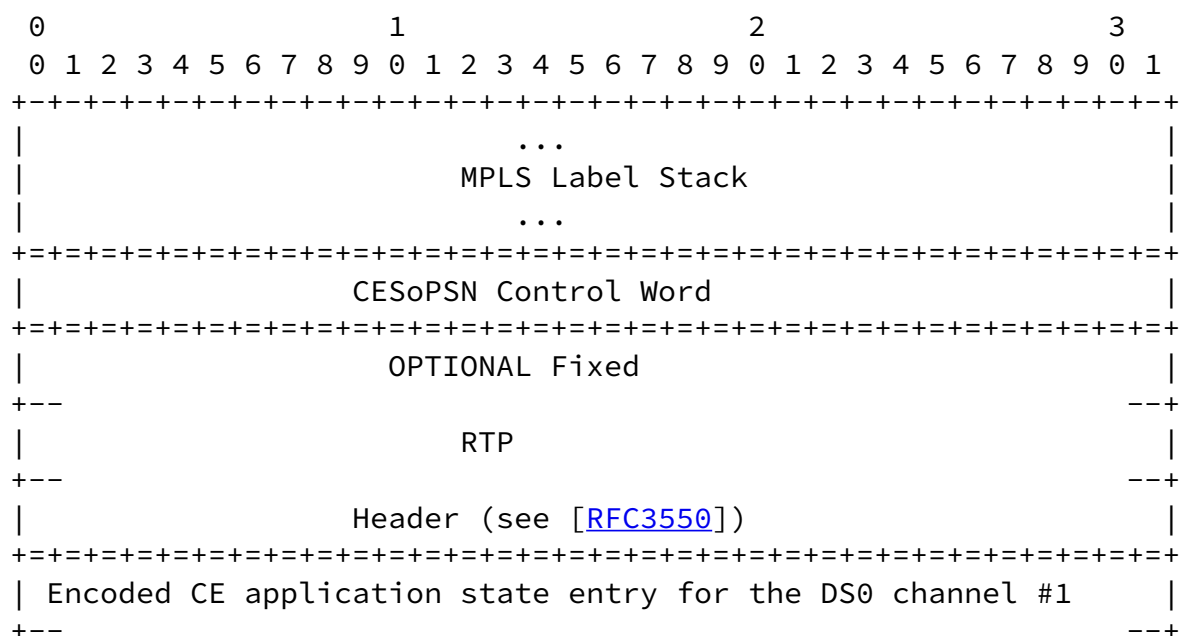 0                   1                   2                   3
 0 1 2 3 4 5 6 7 8 9 0 1 2 3 4 5 6 7 8 9 0 1 2 3 4 5 6 7 8 9 0 1
+-+-+-+-+-+-+-+-+-+-+-+-+-+-+-+-+-+-+-+-+-+-+-+-+-+-+-+-+-+-+-+-+
|                           ...                                 |
|                        MPLS Label Stack                       |
|                           ...                                 |
+=+=+=+=+=+=+=+=+=+=+=+=+=+=+=+=+=+=+=+=+=+=+=+=+=+=+=+=+=+=+=+=+
|                  CESoPSN Control Word                         |
+=+=+=+=+=+=+=+=+=+=+=+=+=+=+=+=+=+=+=+=+=+=+=+=+=+=+=+=+=+=+=+=+
|                    OPTIONAL Fixed                             |
+--                                                           --+
|                        RTP                                    |
+--                                                           --+
|                  Header (see [RFC3550])                       |
+=+=+=+=+=+=+=+=+=+=+=+=+=+=+=+=+=+=+=+=+=+=+=+=+=+=+=+=+=+=+=+=+
| Encoded CE application state entry for the DS0 channel #1     |
+--                                                           --+